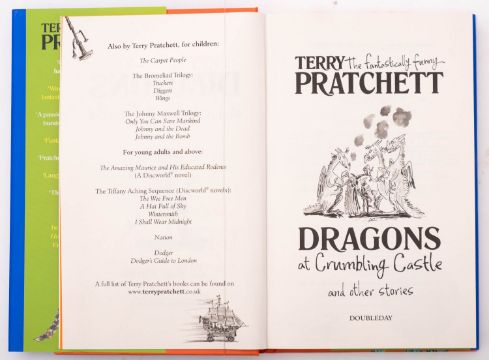 TER
PRA
Also by Terry Pratchett, for children:
The Carpet People
The Bromeliad Trilogy:
Truckers
Diggers
Wings
The Johnny Maxwell Trilogy:
Only You Can Save Mankind
Johnny and the Dead
Johnny and the Bomb
For young adults and above:
The Amazing Maurice and His Educated Rodents
(A Discworld® novel)
The Tiffany Aching Sequence (Discworld® novels):
The Wee Free Men
A Hat Full of Sky
Wintersmith
I Shall Wear Midnight
Nation
Dodger
Dodger's Guide to London
A full list of Terry Pratchett's books can be found on
www.terrypratchett.co.uk
TERRY the fantastically funny
PRATCHETT
DRAGONS
at Crumbling Castle
and other stories
DOUBLEDAY